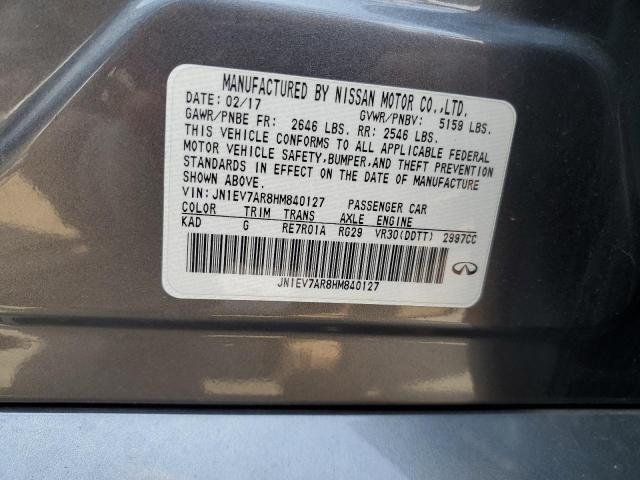 MANUFACTURED BY NISSAN MOTOR CO.,LTD.
DATE: 02/17 GVWR/PNBV: 5159 LBS.
GAWR/PNBE FR: 2646 LBS. RR: 2546 LBS.
THIS VEHICLE CONFORMS TO ALL APPLICABLE FEDERAL
MOTOR VEHICLE SAFETY,BUMPER,AND THEFT PREVENTION
STANDARDS IN EFFECT ON THE DATE OF MANUFACTURE
SHOWN ABOVE.
VIN: JN1EV7AR8HM840127 PASSENGER CAR
COLOR TRIM TRANS AXLE ENGINE
KAD G RE7R01A RG29 VR30(DDTT) 2997CC
JN1EV7AR8HM840127